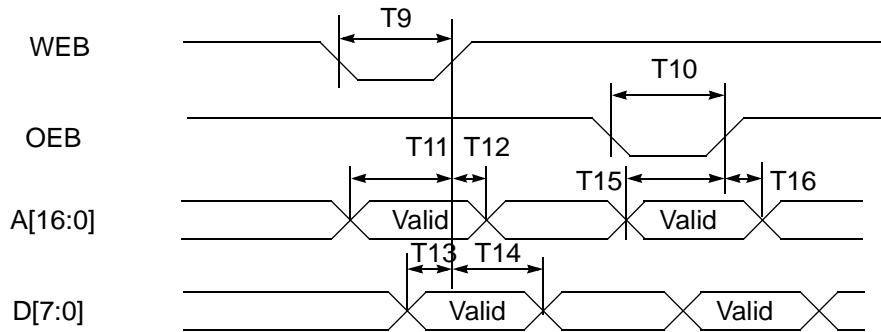 T9
WEB
T10
OEB
T11 T12
T15 T16
A[16:0] Valid Valid
T13 T14
D[7:0] Valid Valid